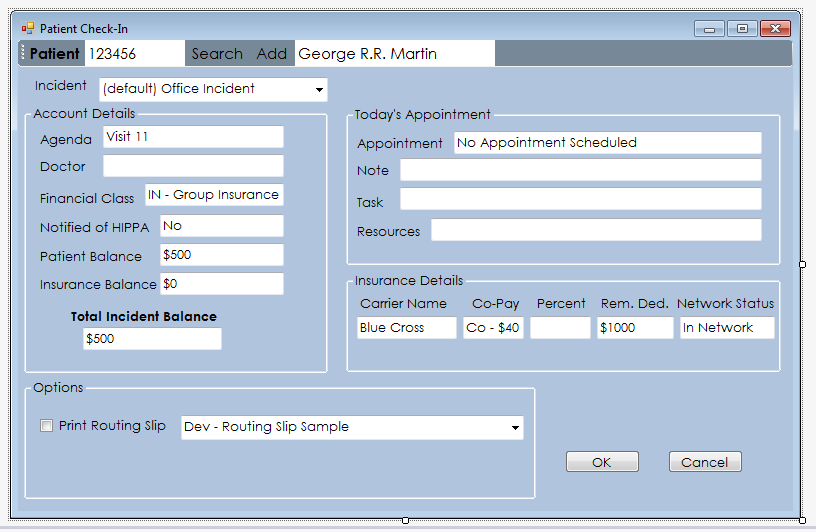 Patient Check-In
Patient 123456 Search Add George R.R. Martin
Incident (default) Office Incident
Account Details
Agenda Visit 11
Doctor
Financial Class IN - Group Insurance
Notified of HIPPA No
Patient Balance $500
Insurance Balance $0
Total Incident Balance
$500
Today's Appointment
Appointment No Appointment Scheduled
Note
Task
Resources
Insurance Details
Carrier Name Co-Pay Percent Rem. Ded. Network Status
Blue Cross Co - $40 $1000 In Network
Options
Print Routing Slip Dev - Routing Slip Sample
OK Cancel